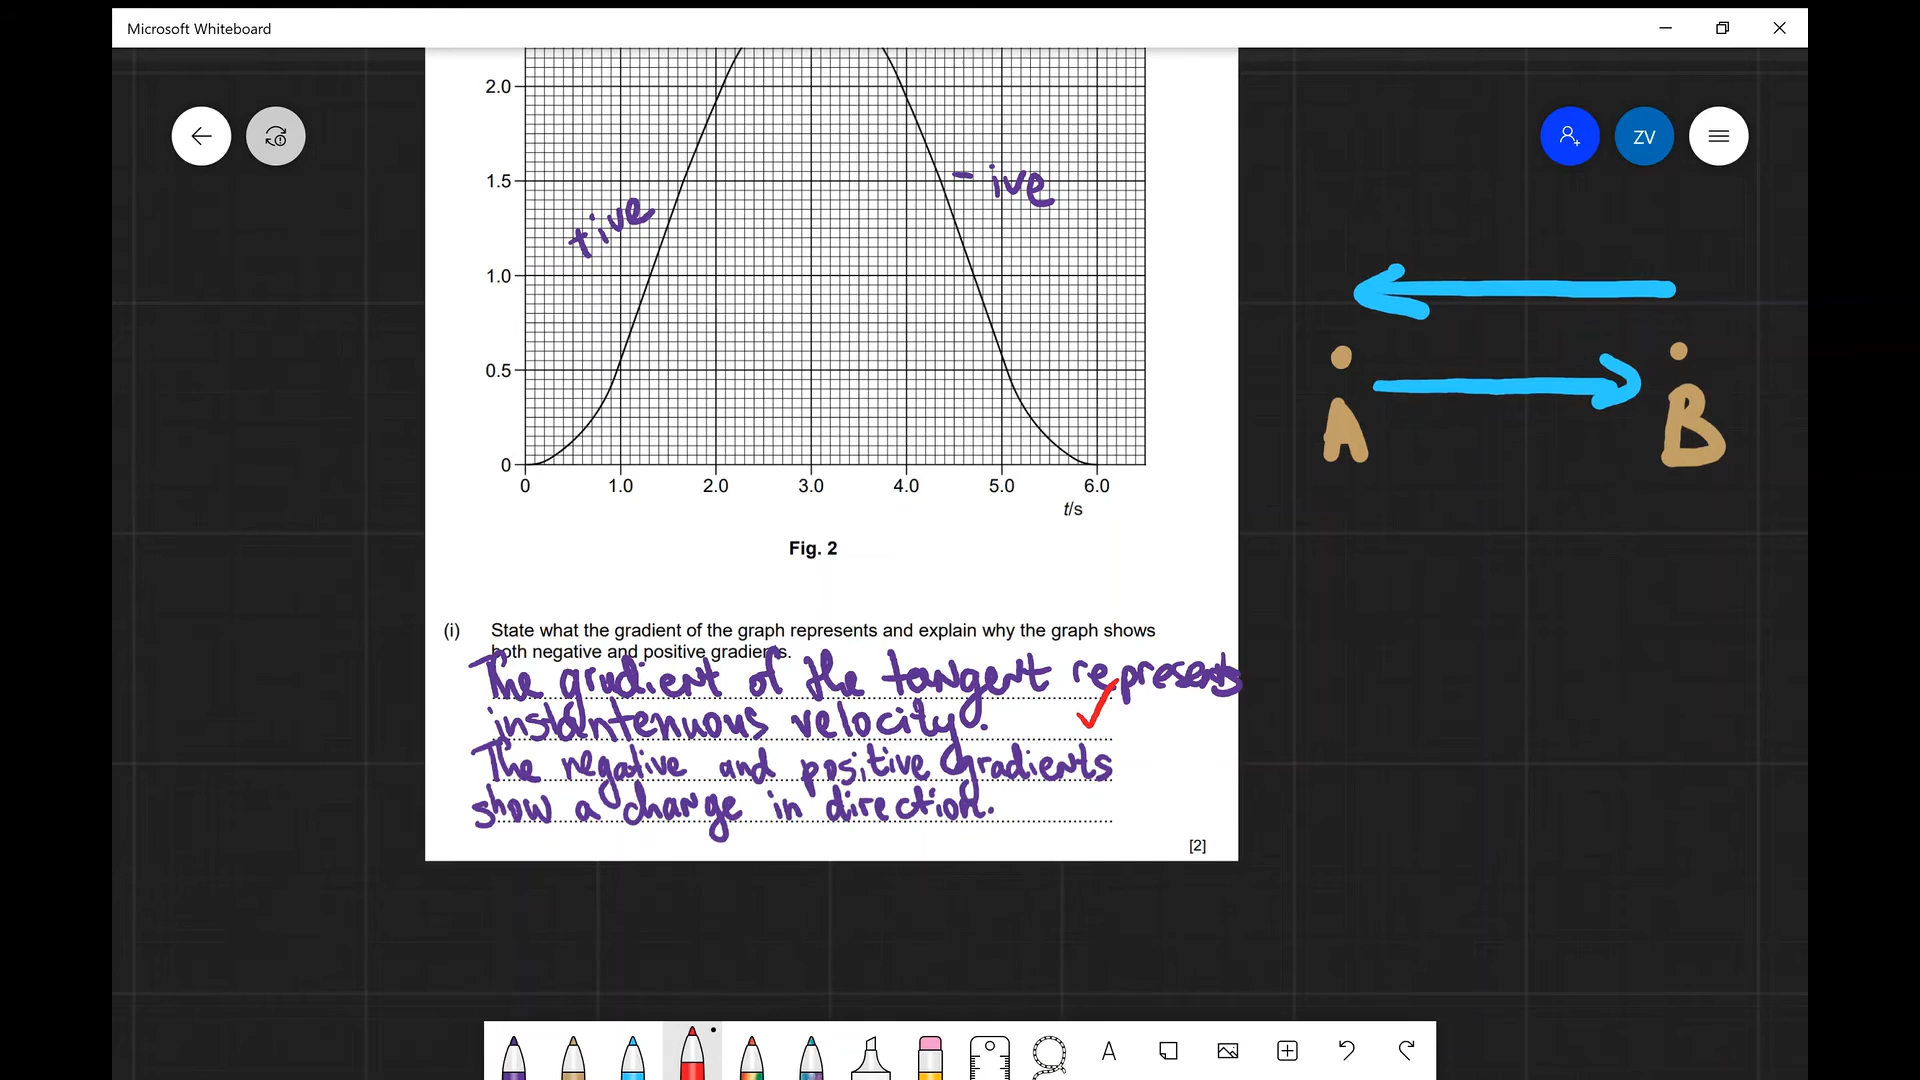 Microsoft Whiteboard
ZV
2.0
1.5
1.0
0.5
0
+ive
- ive
0 1.0 2.0 3.0 4.0 5.0 6.0
t/s
Fig. 2
A B
(i) State what the gradient of the graph represents and explain why the graph shows
both negative and positive gradients.
The gradient of the tangent represents
instantenuous velocity.
The negative and positive gradients
show a change in direction.
[2]
A